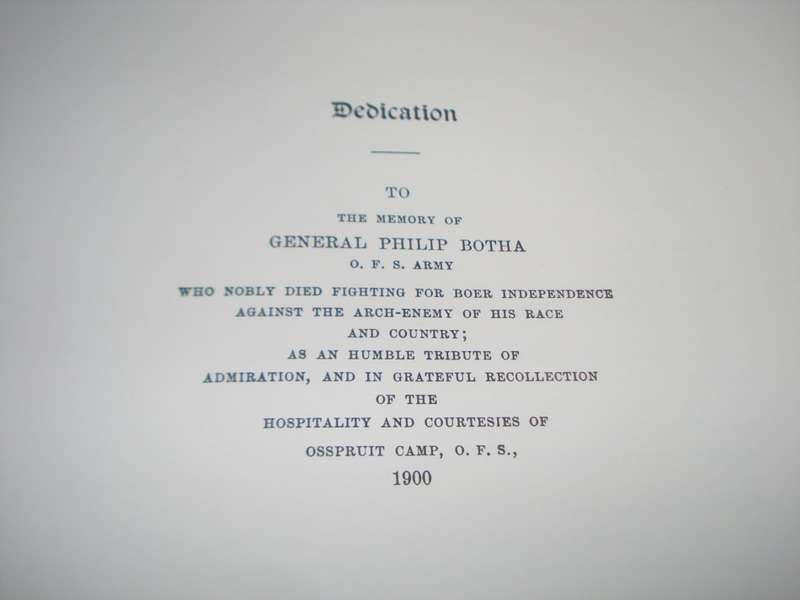 Dedication
TO
THE MEMORY OF
GENERAL PHILIP BOTHA
O. F. S. ARMY
WHO NOBLY DIED FIGHTING FOR BOER INDEPENDENCE
AGAINST THE ARCH-ENEMY OF HIS RACE
AND COUNTRY;
AS AN HUMBLE TRIBUTE OF
ADMIRATION, AND IN GRATEFUL RECOLLECTION
OF THE
HOSPITALITY AND COURTESIES OF
OSSPRUIT CAMP, O. F. S.,
1900